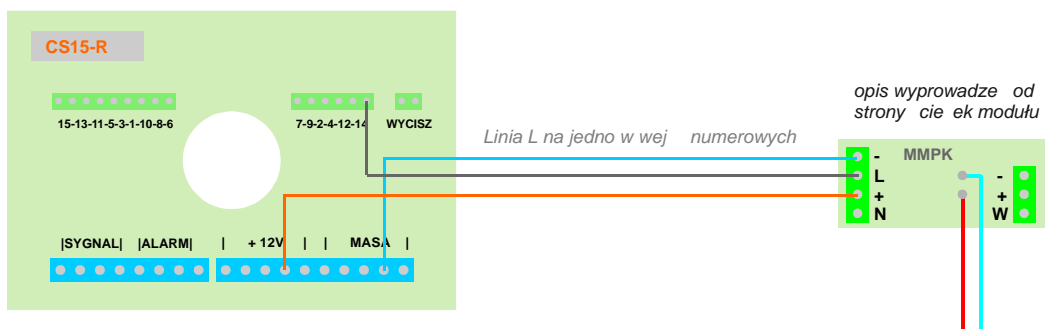 CS15-R
15-13-11-5-3-1-10-8-6
7-9-2-4-12-14
WYCISZ
|SYGNAL| |ALARM| | + 12V | | MASA |
Linia L na jedno w wej numerowych
opis wyprowadze od
strony cie ek modułu
MMPK
-
L
+
N
-
+
W